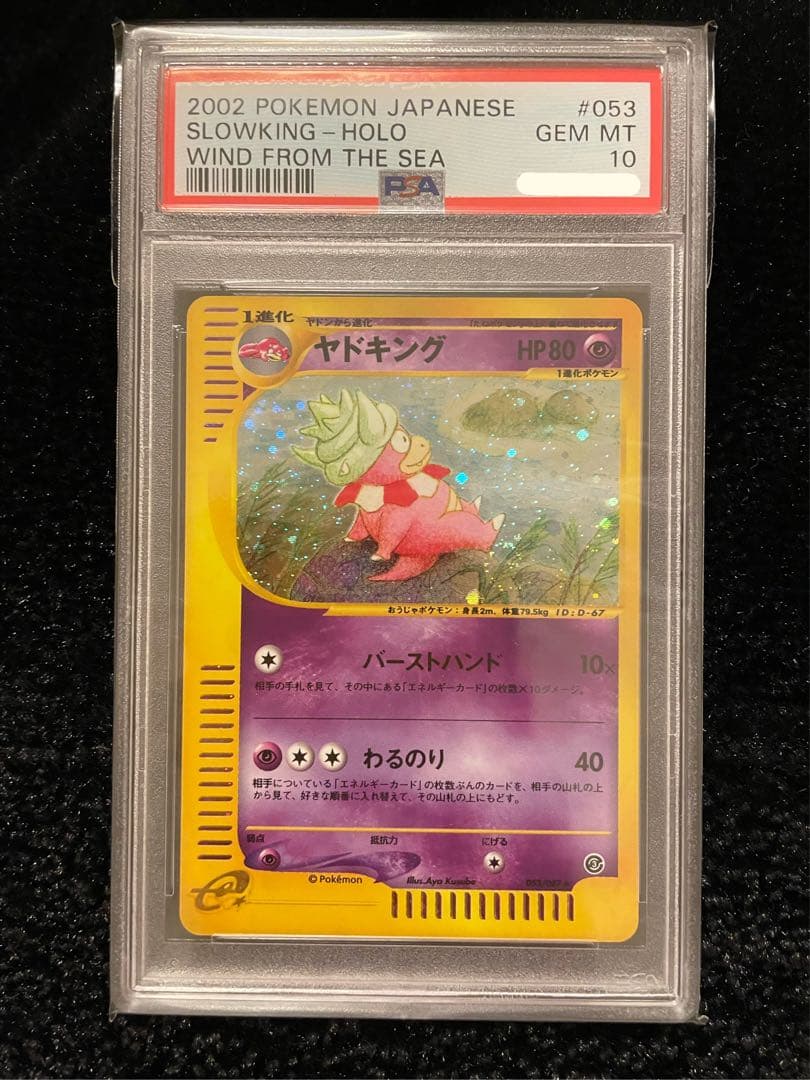 2002 POKEMON JAPANESE #053
SLOWKING - HOLO GEM MT
WIND FROM THE SEA 10
PSA
1進化
ヤドンから進化
ヤドキング HP80
1進化ポケモン
おうじゃポケモン:身長2m、体重79.5kg ID:D-67
バーストハンド 10×
相手の手札を見て、その中にある「エネルギーカード」の枚数×10ダメージ。
わるのり 40
相手についている「エネルギーカード」の枚数ぶんのカードを、相手の山札の上
から見て、好きな順番に入れ替えて、その山札の上にもどす。
弱点 抵抗力 にげる
e
©Pokémon Illus.Aya Kusube 053/087